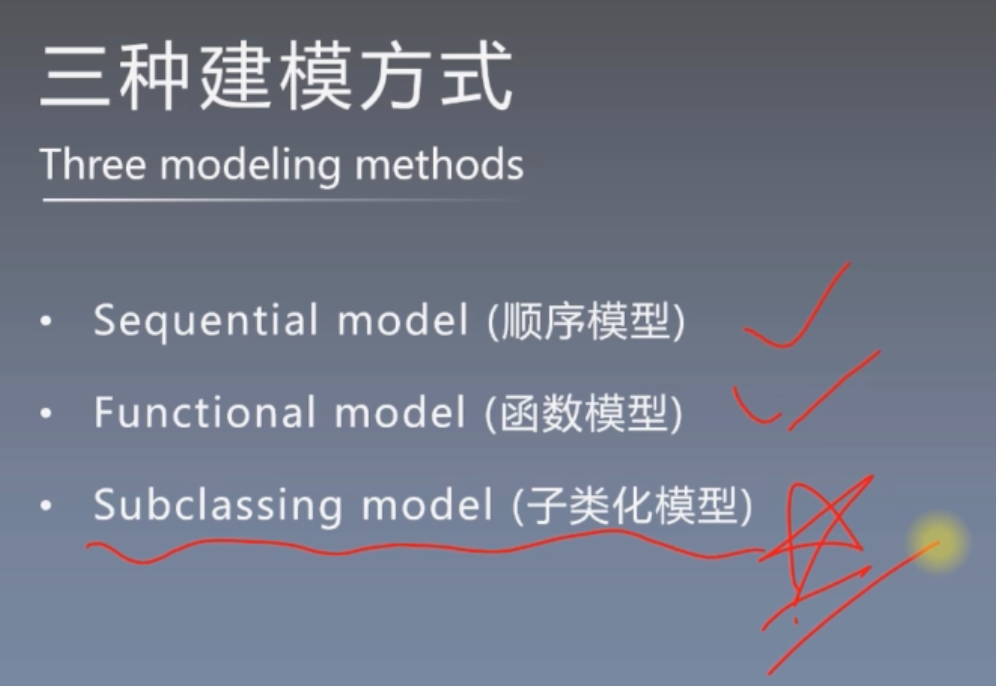 三种建模方式
Three modeling methods
• Sequential model (顺序模型)
• Functional model (函数模型)
• Subclassing model (子类化模型)